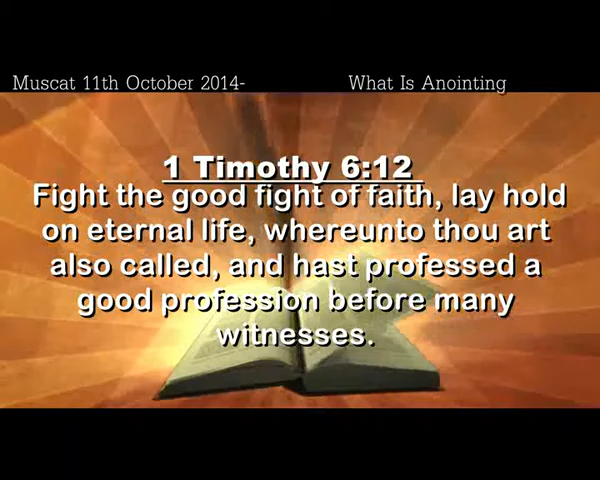 Muscat 11th October 2014- What Is Anointing
1 Timothy 6:12
Fight the good fight of faith, lay hold
on eternal life, whereunto thou art
also called, and hast professed a
good profession before many
witnesses.